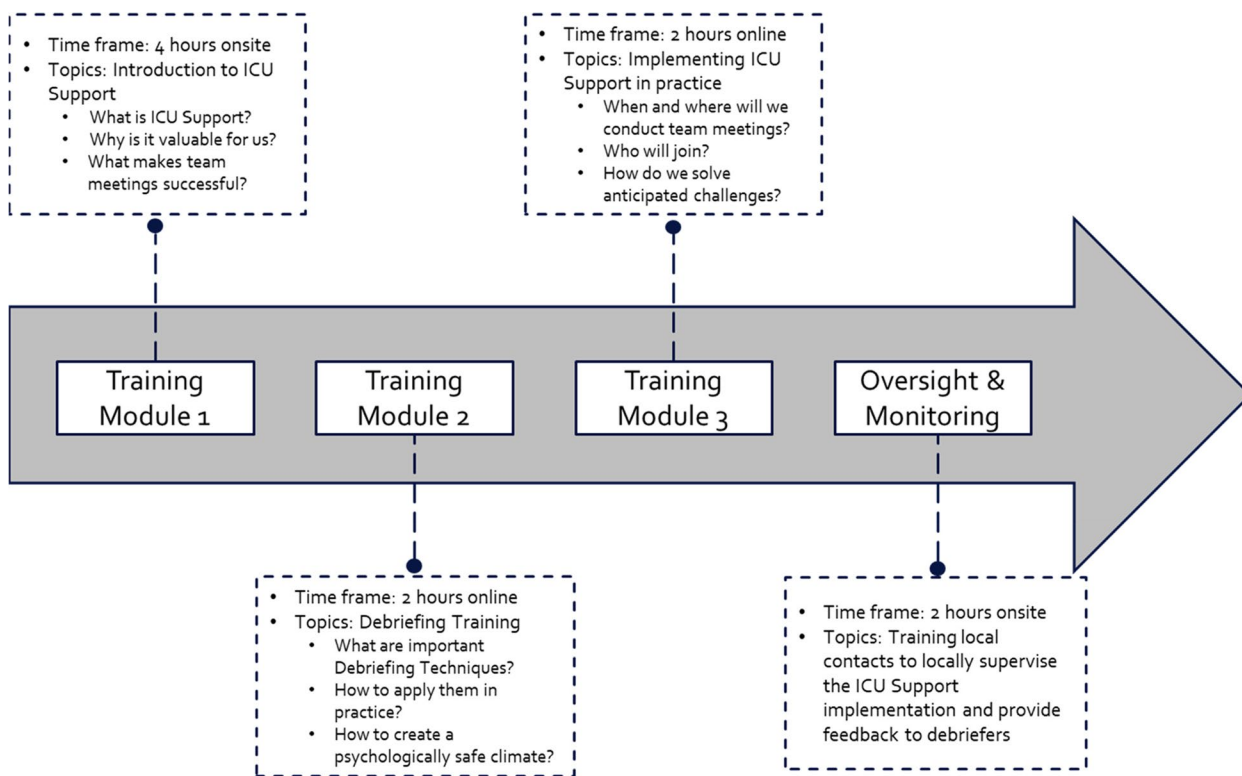 • Time frame: 4 hours onsite
• Topics: Introduction to ICU
Support
• What is ICU Support?
• Why is it valuable for us?
• What makes team
meetings successful?
• Time frame: 2 hours online
• Topics: Implementing ICU
Support in practice
• When and where will we
conduct team meetings?
• Who will join?
• How do we solve
anticipated challenges?
Training
Module 1
Training
Module 2
Training
Module 3
Oversight &
Monitoring
• Time frame: 2 hours online
• Topics: Debriefing Training
• What are important
Debriefing Techniques?
• How to apply them in
practice?
• How to create a
psychologically safe climate?
• Time frame: 2 hours onsite
• Topics: Training local
contacts to locally supervise
the ICU Support
implementation and provide
feedback to debriefers